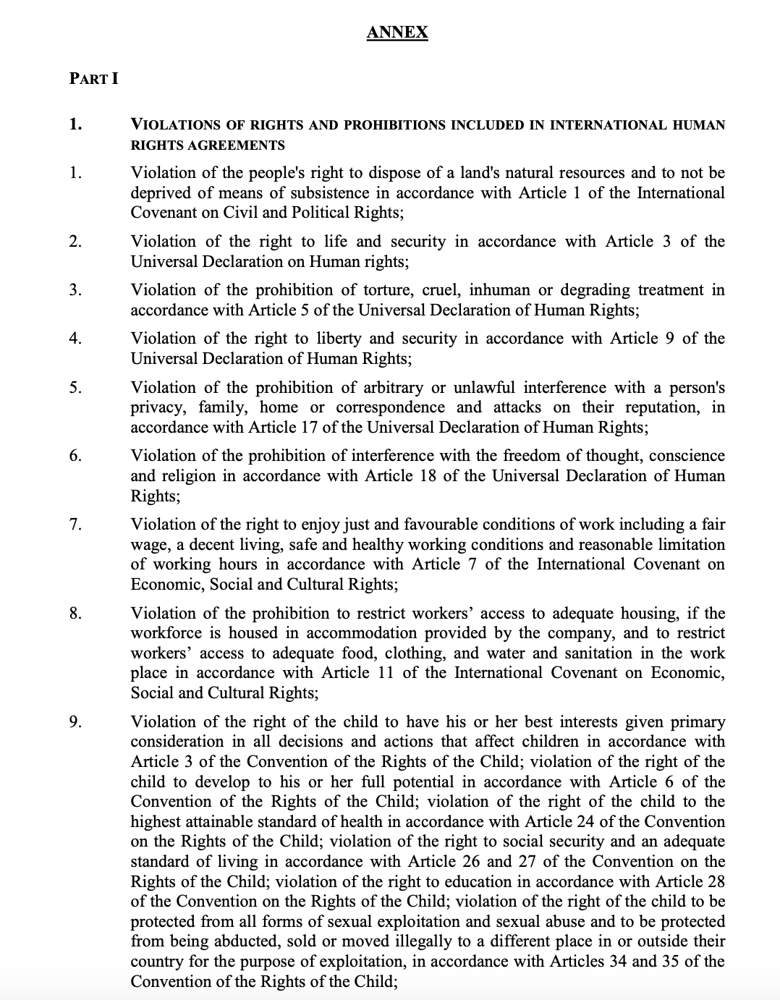 ANNEX
PART I
1. VIOLATIONS OF RIGHTS AND PROHIBITIONS INCLUDED IN INTERNATIONAL HUMAN
RIGHTS AGREEMENTS
1. Violation of the people's right to dispose of a land's natural resources and to not be
deprived of means of subsistence in accordance with Article 1 of the International
Covenant on Civil and Political Rights;
2. Violation of the right to life and security in accordance with Article 3 of the
Universal Declaration on Human rights;
3. Violation of the prohibition of torture, cruel, inhuman or degrading treatment in
accordance with Article 5 of the Universal Declaration of Human Rights;
4. Violation of the right to liberty and security in accordance with Article 9 of the
Universal Declaration of Human Rights;
5. Violation of the prohibition of arbitrary or unlawful interference with a person's
privacy, family, home or correspondence and attacks on their reputation, in
accordance with Article 17 of the Universal Declaration of Human Rights;
6. Violation of the prohibition of interference with the freedom of thought, conscience
and religion in accordance with Article 18 of the Universal Declaration of Human
Rights;
7. Violation of the right to enjoy just and favourable conditions of work including a fair
wage, a decent living, safe and healthy working conditions and reasonable limitation
of working hours in accordance with Article 7 of the International Covenant on
Economic, Social and Cultural Rights;
8. Violation of the prohibition to restrict workers’ access to adequate housing, if the
workforce is housed in accommodation provided by the company, and to restrict
workers’ access to adequate food, clothing, and water and sanitation in the work
place in accordance with Article 11 of the International Covenant on Economic,
Social and Cultural Rights;
9. Violation of the right of the child to have his or her best interests given primary
consideration in all decisions and actions that affect children in accordance with
Article 3 of the Convention of the Rights of the Child; violation of the right of the
child to develop to his or her full potential in accordance with Article 6 of the
Convention of the Rights of the Child; violation of the right of the child to the
highest attainable standard of health in accordance with Article 24 of the Convention
on the Rights of the Child; violation of the right to social security and an adequate
standard of living in accordance with Article 26 and 27 of the Convention on the
Rights of the Child; violation of the right to education in accordance with Article 28
of the Convention on the Rights of the Child; violation of the right of the child to be
protected from all forms of sexual exploitation and sexual abuse and to be protected
from being abducted, sold or moved illegally to a different place in or outside their
country for the purpose of exploitation, in accordance with Articles 34 and 35 of the
Convention of the Rights of the Child;